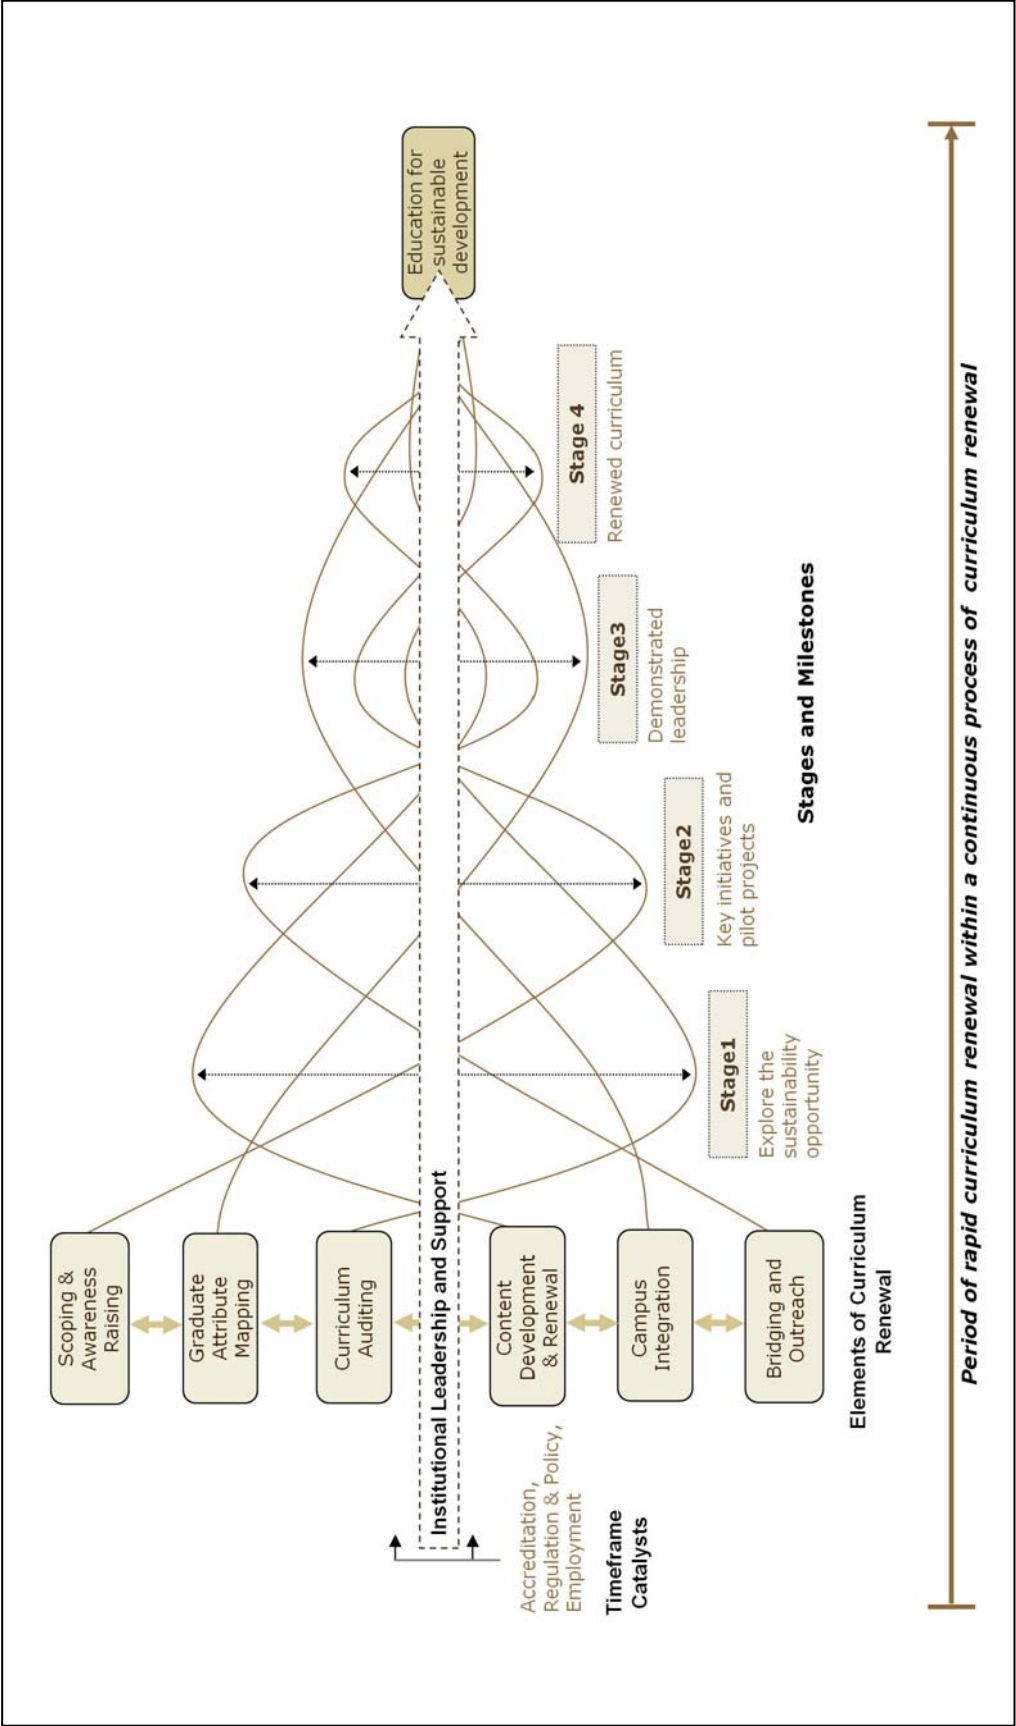 Scoping &
Awareness
Raising
Graduate
Attribute
Mapping
Curriculum
Auditing
Institutional Leadership and Support
Content
Development
& Renewal
Campus
Integration
Bridging and
Outreach
Elements of Curriculum
Renewal
Accreditation,
Regulation & Policy,
Employment
Timeframe
Catalysts
Stage1
Explore the
sustainability
opportunity
Stage2
Key initiatives and
pilot projects
Stage3
Demonstrated
leadership
Stage 4
Renewed curriculum
Stages and Milestones
Education for
sustainable
development
Period of rapid curriculum renewal within a continuous process of curriculum renewal